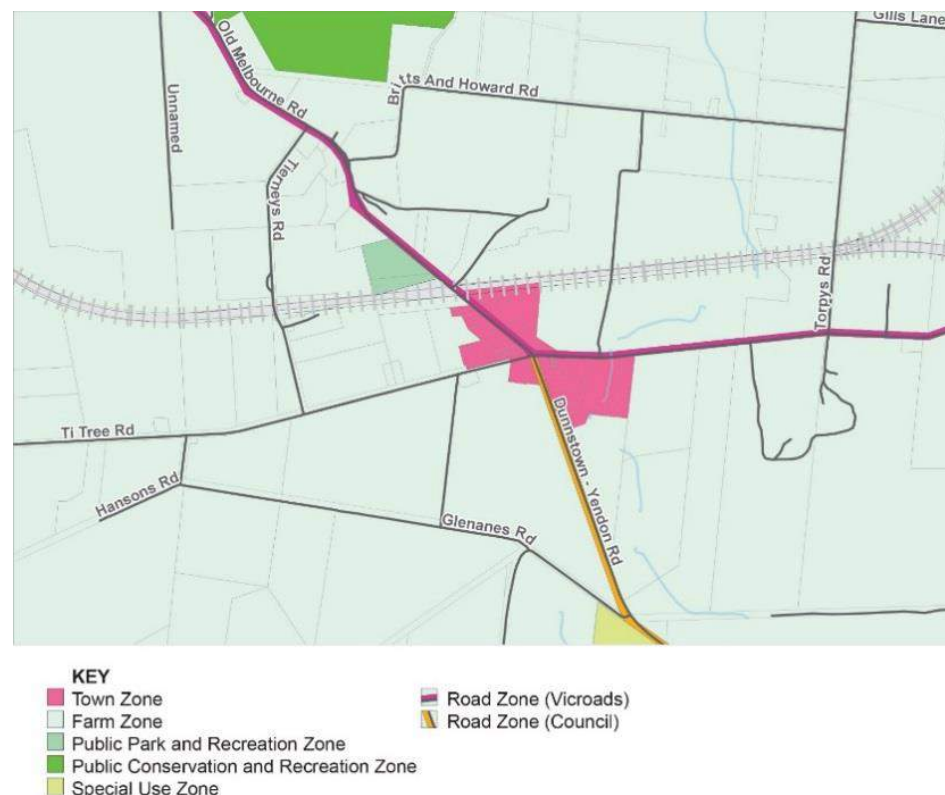 Gills Lane
Old Melbourne Rd
Unnamed
Britts And Howard Rd
Tierneys Rd
Torpys Rd
Ti Tree Rd
Hansons Rd
Glenanes Rd
Dunnstown - Yendon Rd
KEY
Town Zone
Farm Zone
Public Park and Recreation Zone
Public Conservation and Recreation Zone
Special Use Zone
Road Zone (Vicroads)
Road Zone (Council)